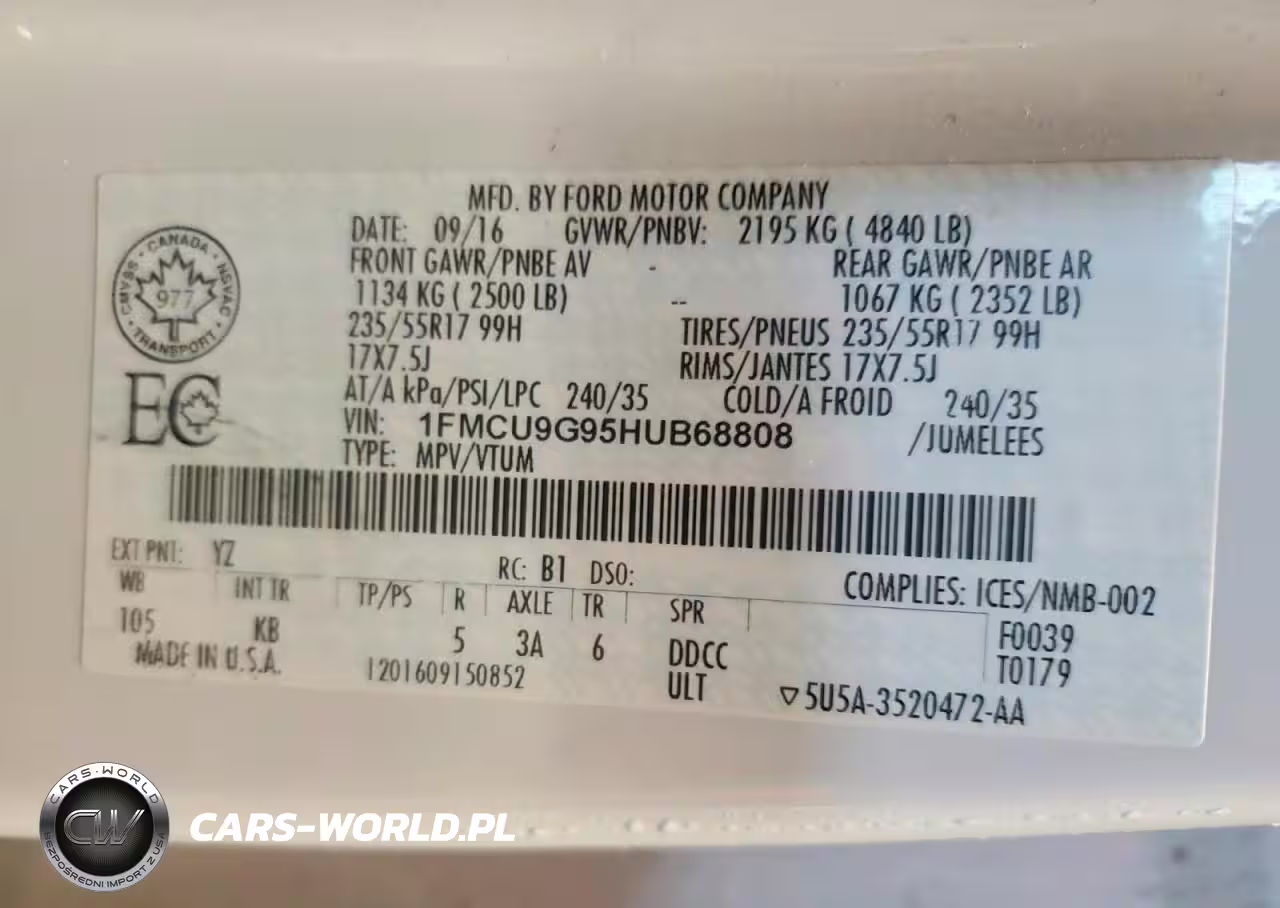 MFD. BY FORD MOTOR COMPANY
DATE: 09/16 GVWR/PNBV: 2195 KG ( 4840 LB)
FRONT GAWR/PNBE AV - REAR GAWR/PNBE AR
1134 KG ( 2500 LB) -- 1067 KG ( 2352 LB)
235/55R17 99H TIRES/PNEUS 235/55R17 99H
17X7.5J RIMS/JANTES 17X7.5J
AT/A kPa/PSI/LPC 240/35 COLD/A FROID 240/35
VIN: 1FMCU9G95HUB68808 /JUMELEES
TYPE: MPV/VTUM
CANADA
CMVSS NSVAC
977
TRANSPORT
EC
EXT PNT: YZ RC: B1 DSO: COMPLIES: ICES/NMB-002
WB INT TR TP/PS R AXLE TR SPR F0039
105 KB 5 3A 6 DDCC T0179
MADE IN U.S.A. 1201609150852 ULT 5U5A-3520472-AA
CARS-WORLD
CW
BEZPOŚREDNI IMPORT Z USA
CARS-WORLD.PL